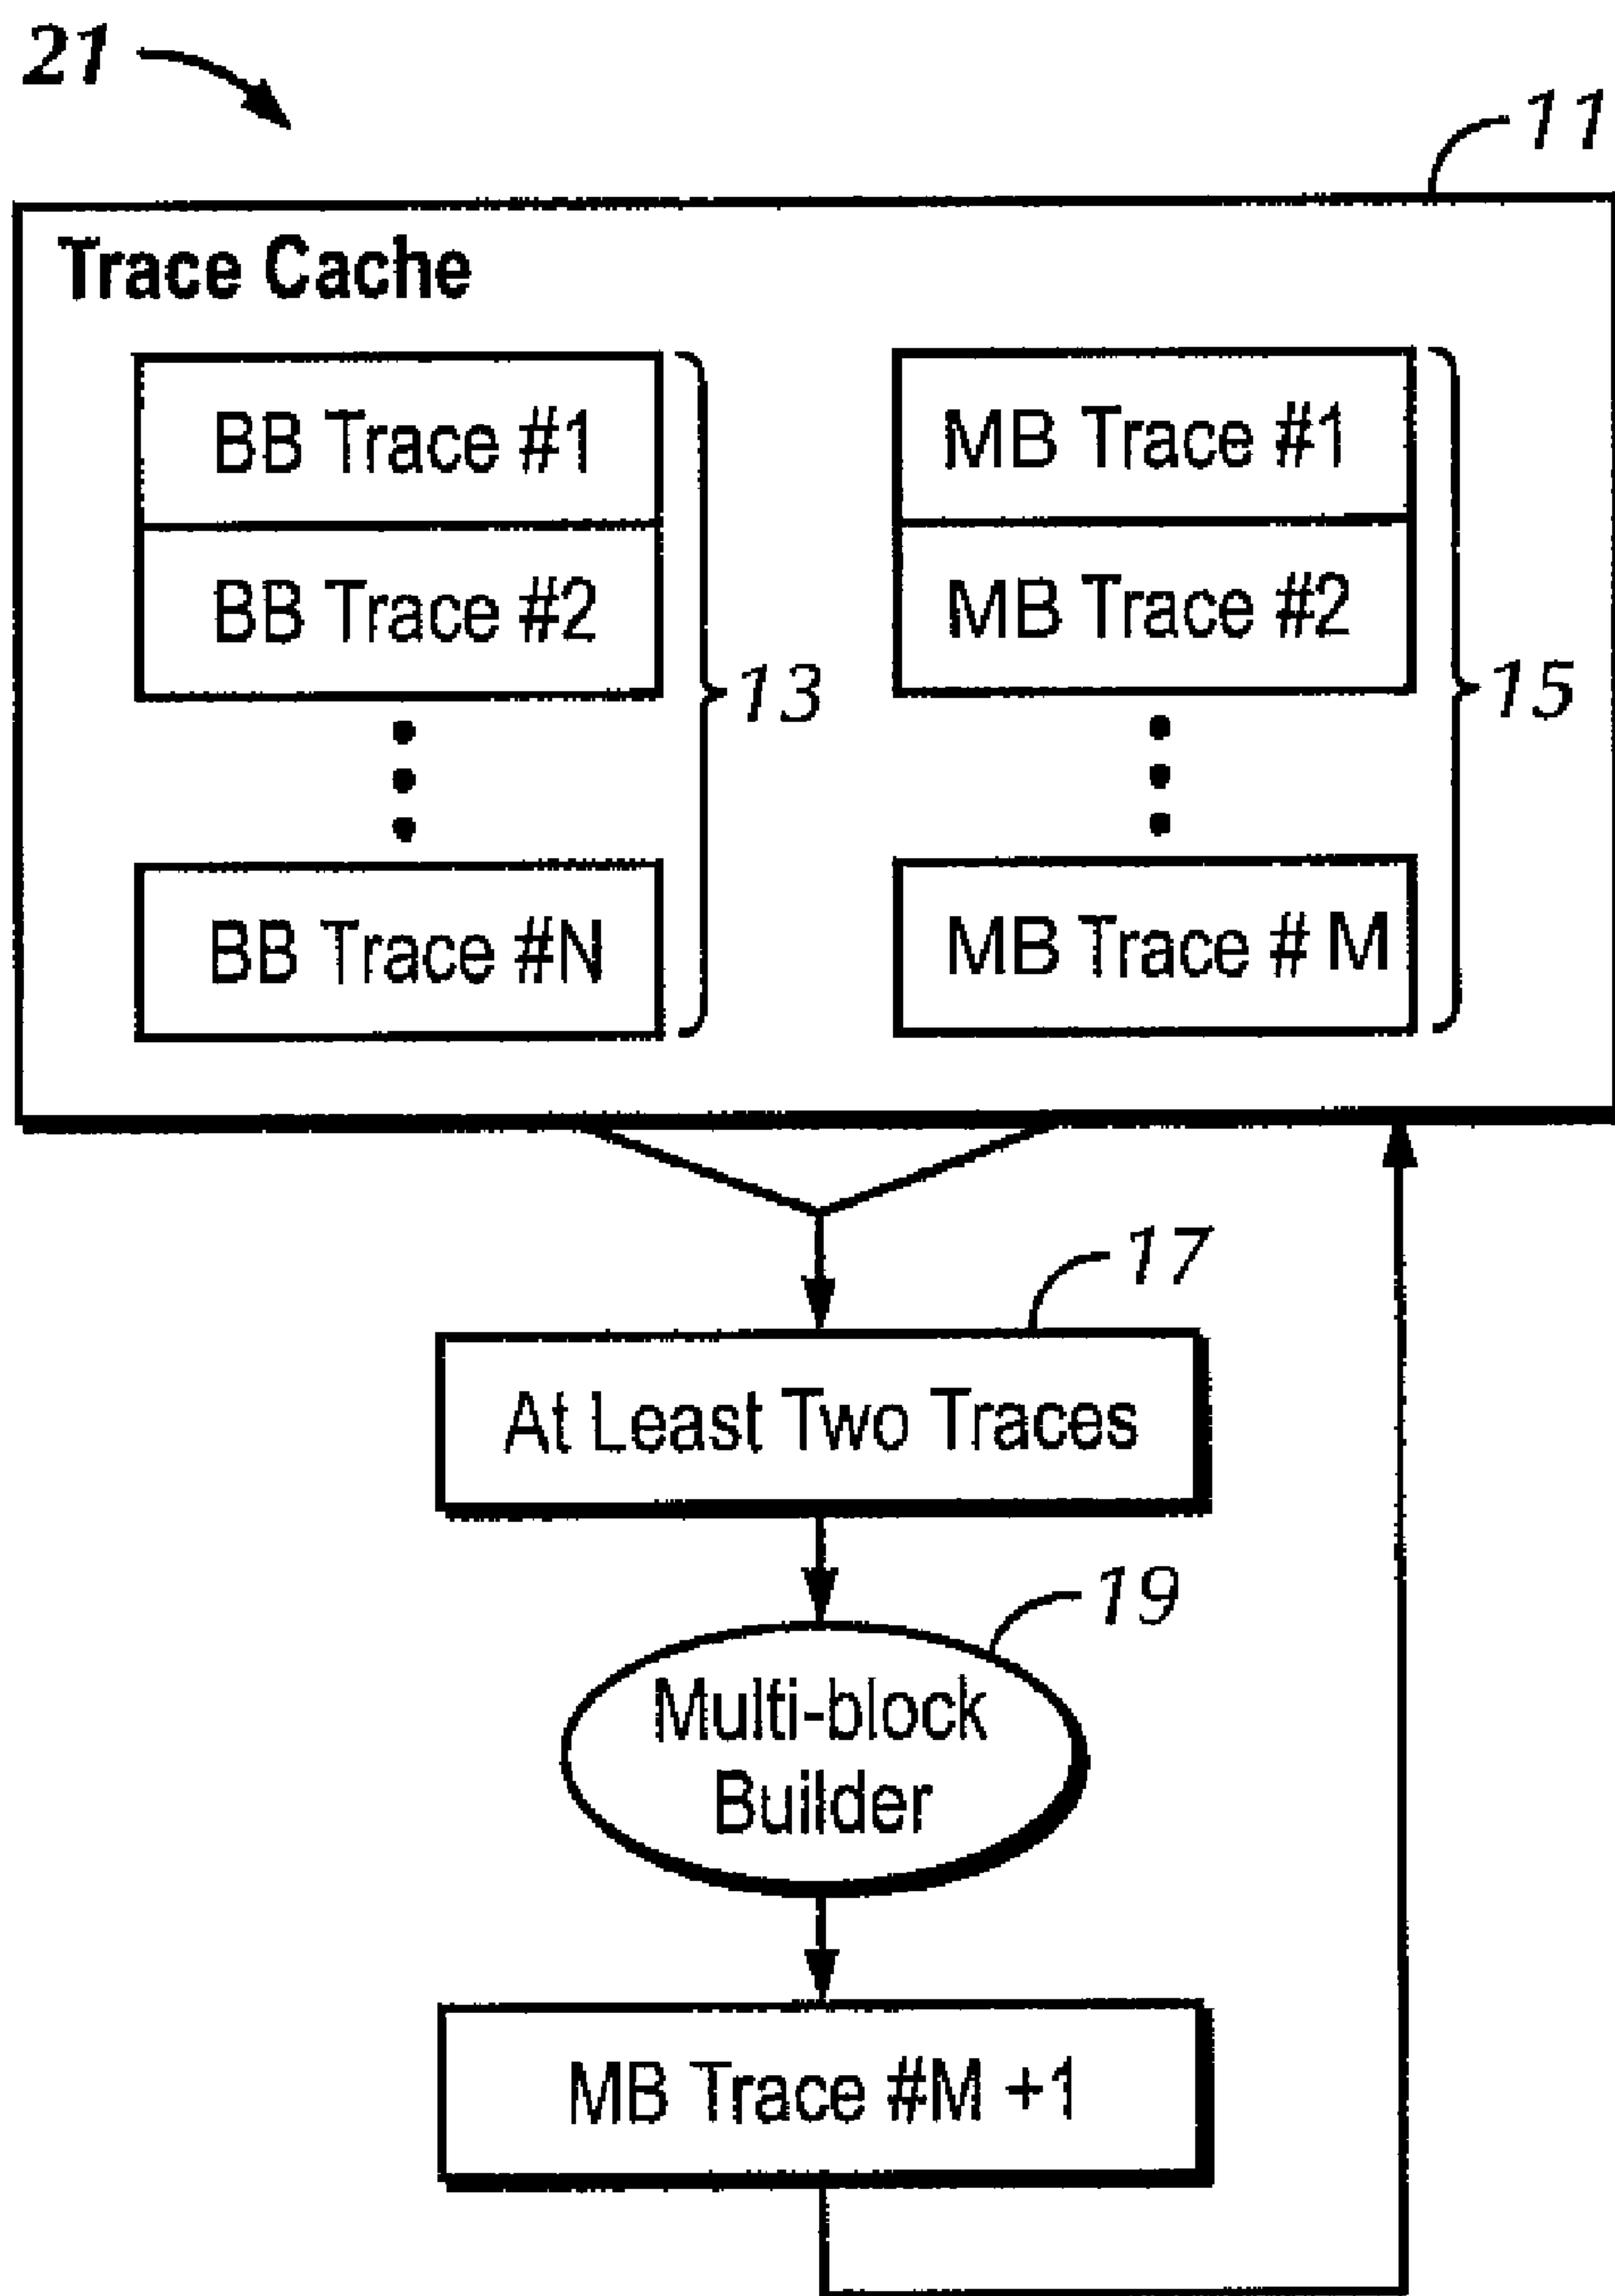 21
11
Trace Cache
BB Trace #1
BB Trace #2
BB Trace #N
13
MB Trace #1
MB Trace #2
MB Trace # M
15
17
At Least Two Traces
19
Multi-block
Builder
MB Trace #M +1